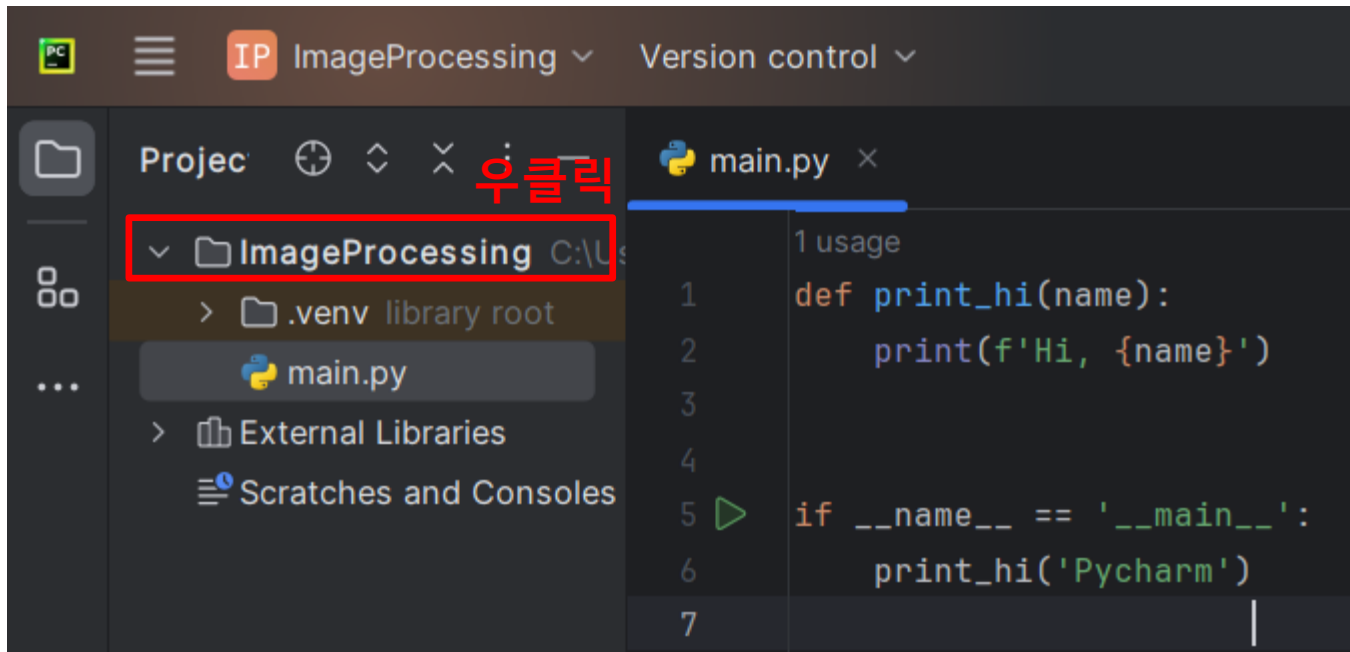 PC IP ImageProcessing Version control
Projec
우클릭
main.py ×
ImageProcessing C:\Us
.venv library root
main.py
External Libraries
Scratches and Consoles
1 usage
1 def print_hi(name):
2 print(f'Hi, {name}')
3
4
5 if __name__ == '__main__':
6 print_hi('Pycharm')
7